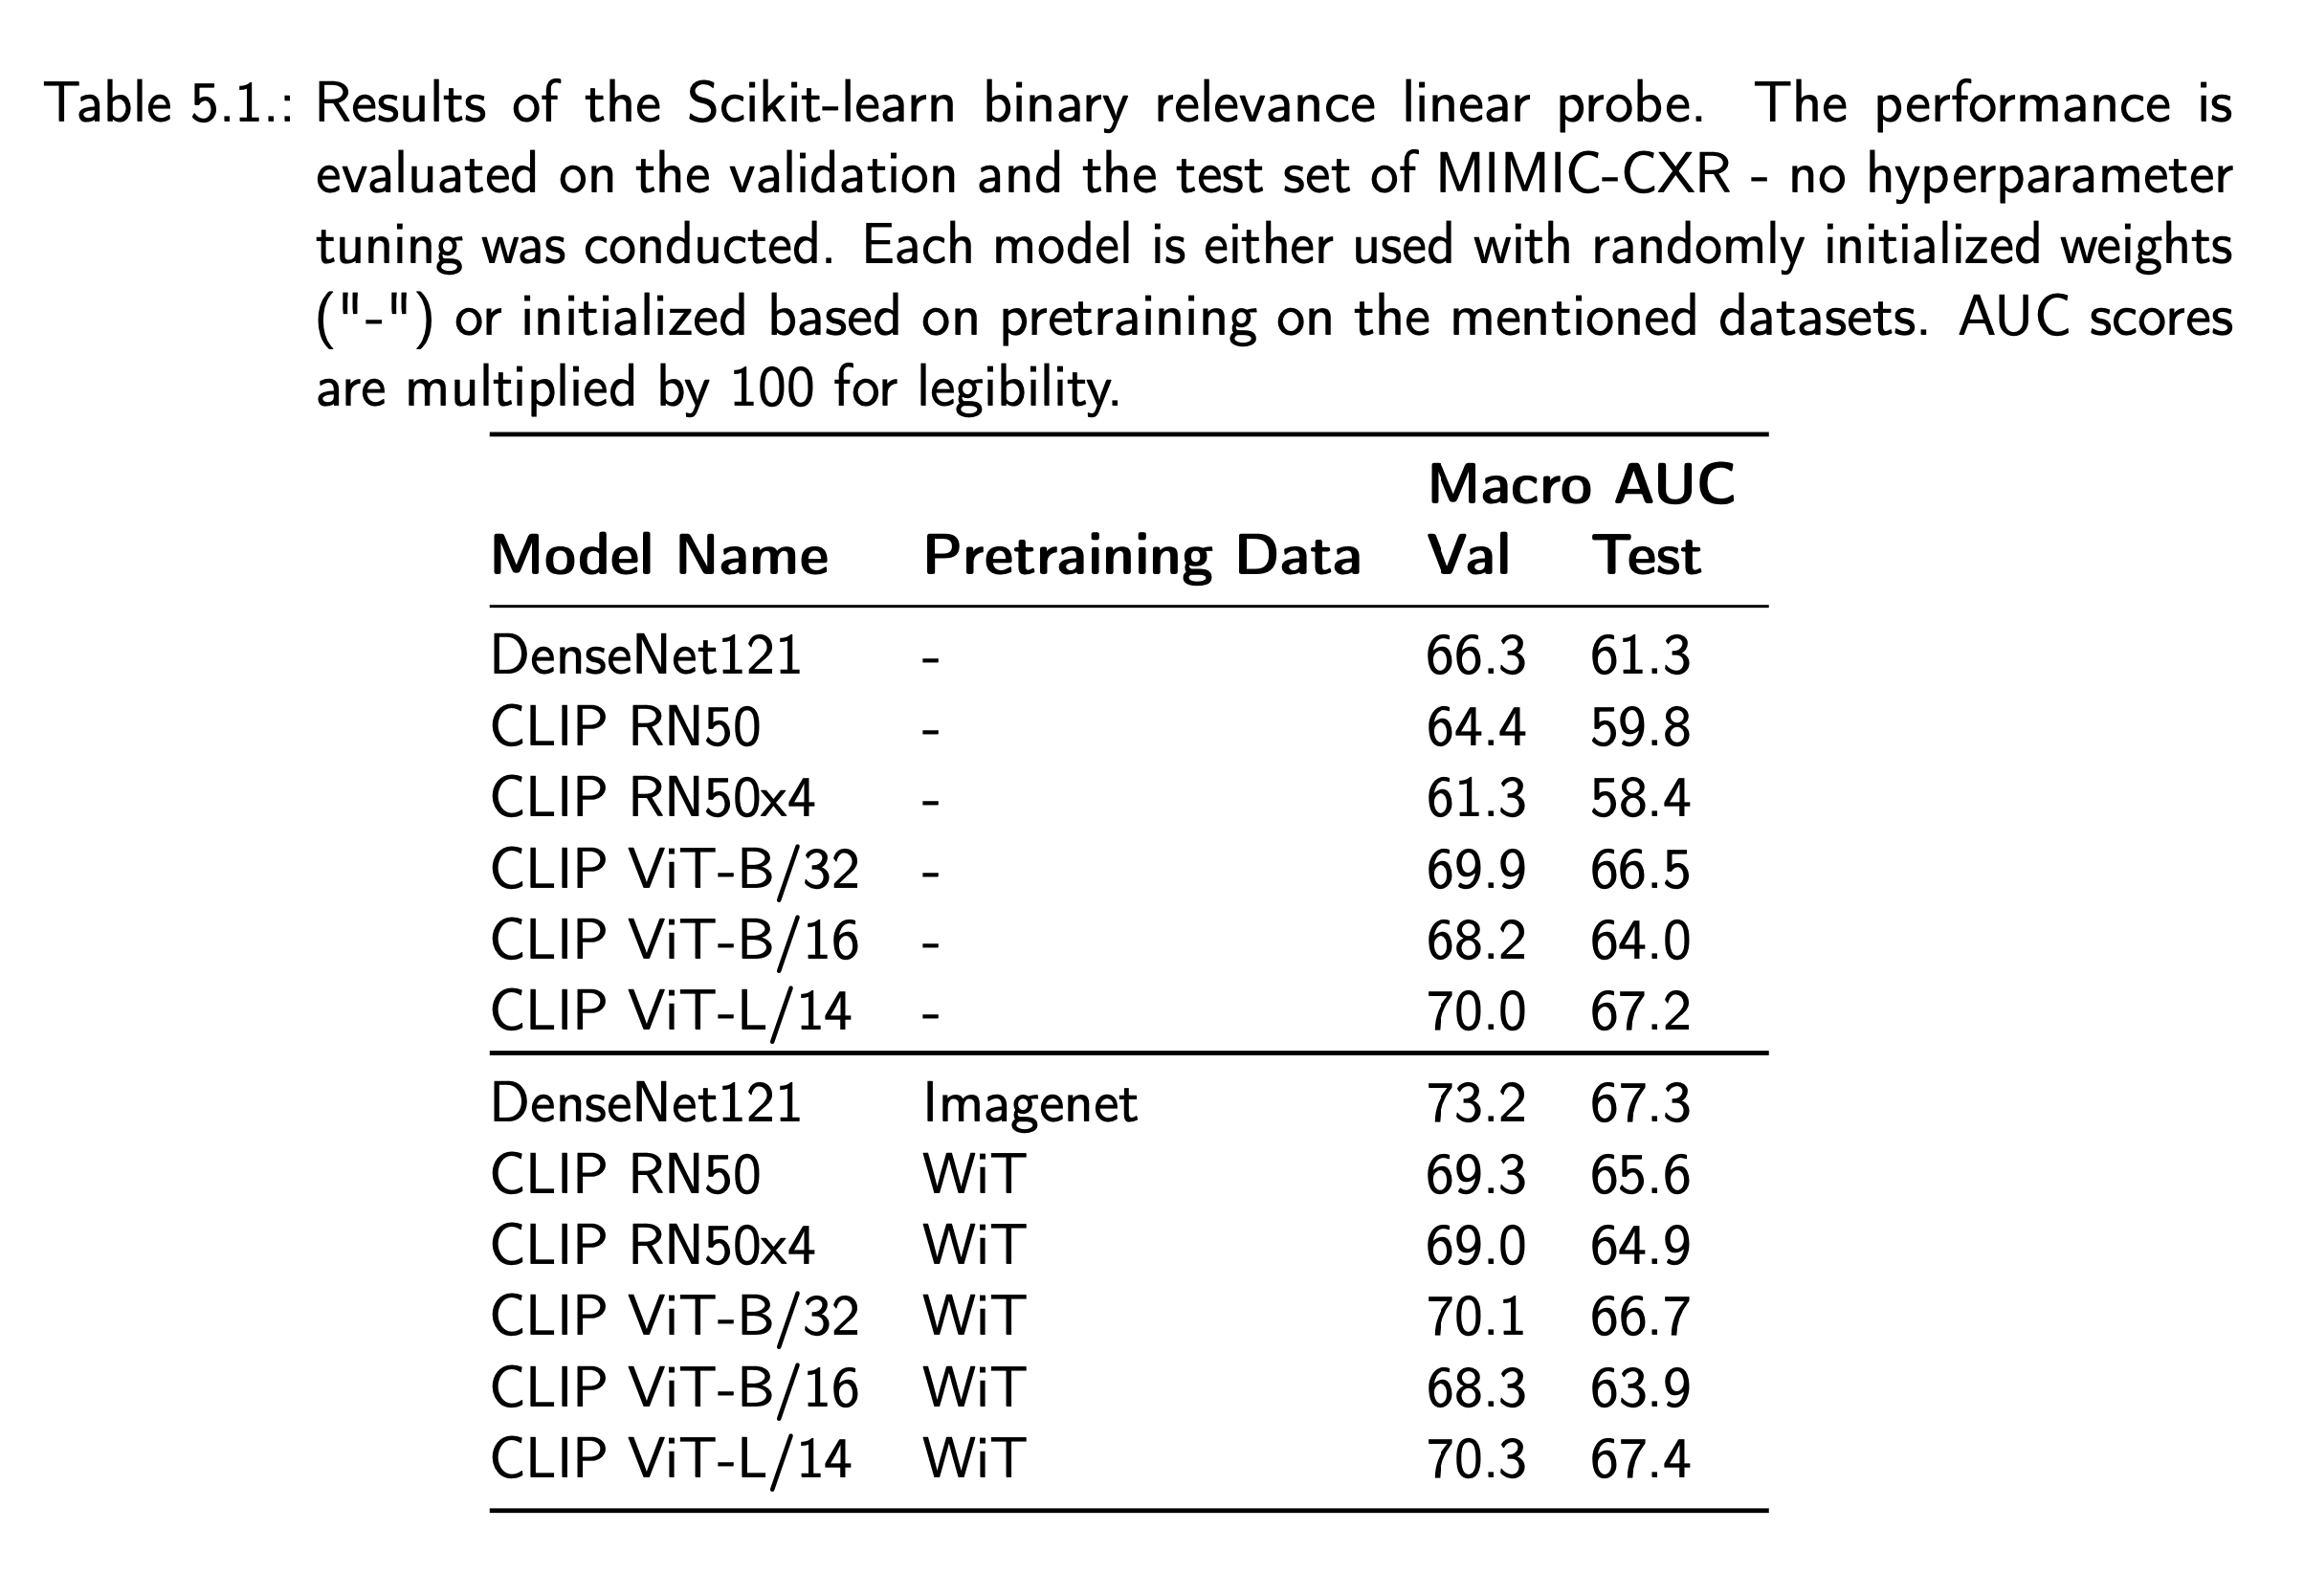 Table 5.1.: Results of the Scikit-learn binary relevance linear probe. The performance is
evaluated on the validation and the test set of MIMIC-CXR - no hyperparameter
tuning was conducted. Each model is either used with randomly initialized weights
("-") or initialized based on pretraining on the mentioned datasets. AUC scores
are multiplied by 100 for legibility.
Macro AUC
Model Name Pretraining Data Val Test
DenseNet121 - 66.3 61.3
CLIP RN50 - 64.4 59.8
CLIP RN50x4 - 61.3 58.4
CLIP ViT-B/32 - 69.9 66.5
CLIP ViT-B/16 - 68.2 64.0
CLIP ViT-L/14 - 70.0 67.2
DenseNet121 Imagenet 73.2 67.3
CLIP RN50 WiT 69.3 65.6
CLIP RN50x4 WiT 69.0 64.9
CLIP ViT-B/32 WiT 70.1 66.7
CLIP ViT-B/16 WiT 68.3 63.9
CLIP ViT-L/14 WiT 70.3 67.4